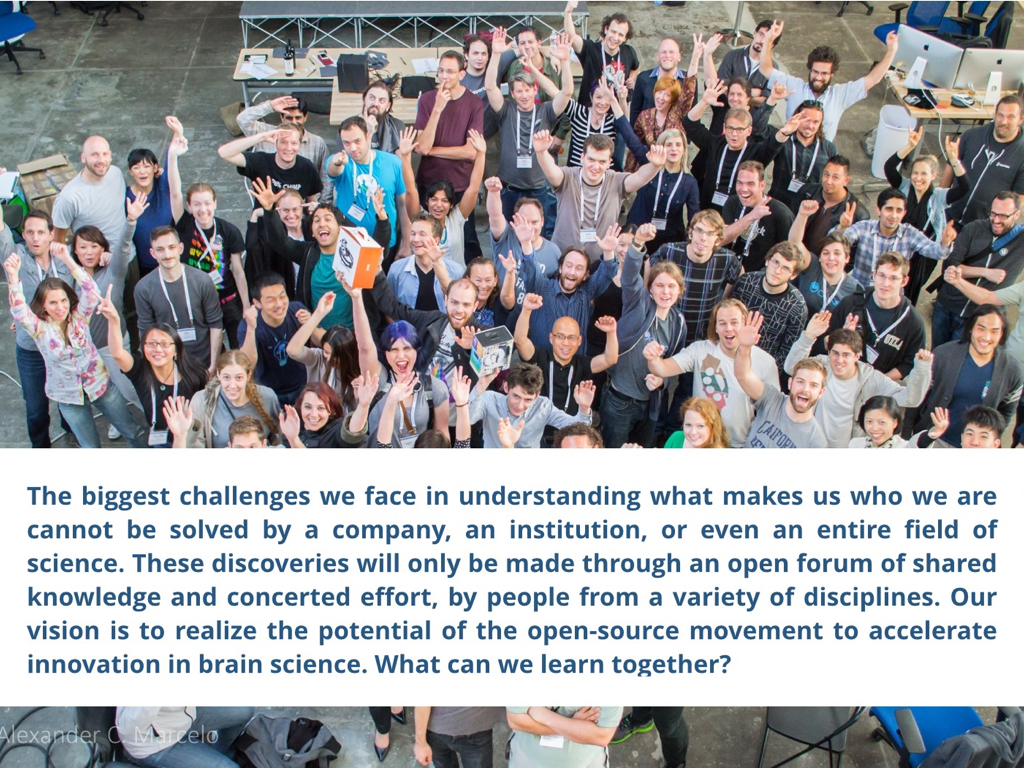 The biggest challenges we face in understanding what makes us who we are
cannot be solved by a company, an institution, or even an entire field of
science. These discoveries will only be made through an open forum of shared
knowledge and concerted effort, by people from a variety of disciplines. Our
vision is to realize the potential of the open-source movement to accelerate
innovation in brain science. What can we learn together?
Alexander C. Marcelo